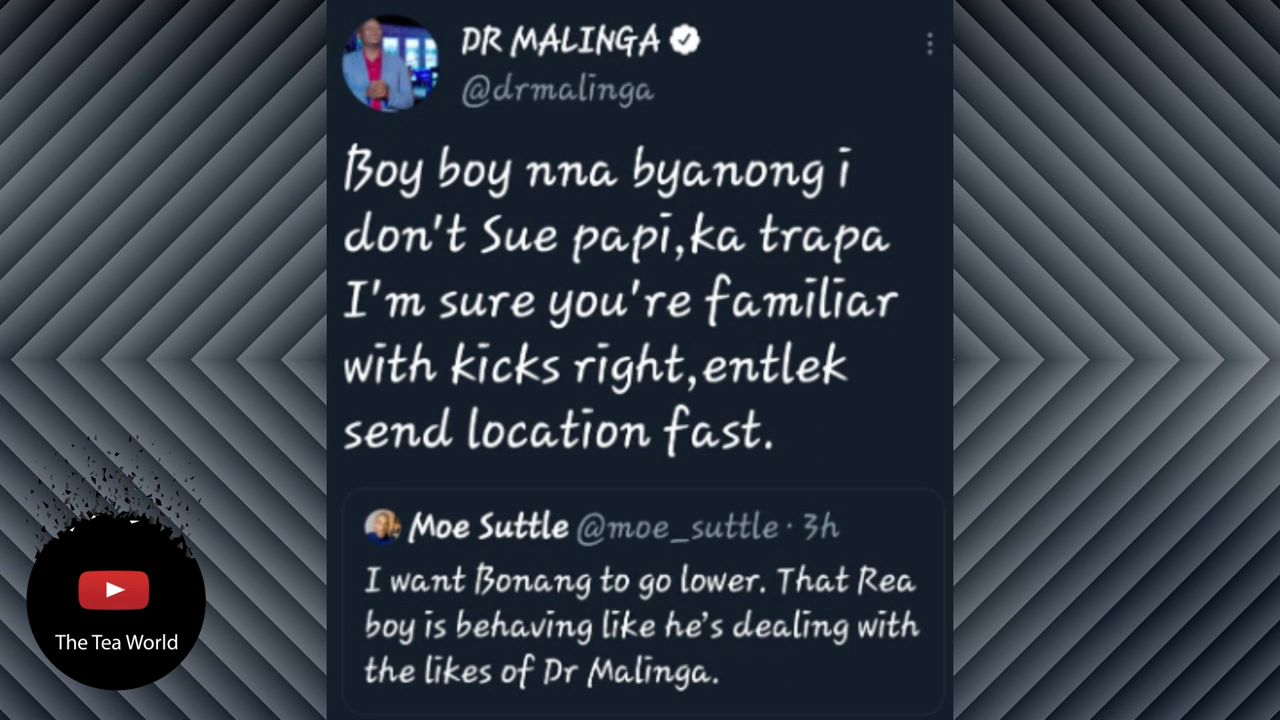 DR MALINGA
@drmalinga
Boy boy nna byanong i
don't Sue papi,ka trapa
I'm sure you're familiar
with kicks right,entlek
send location fast.
Moe Suttle @moe_suttle · 3h
I want Bonang to go lower. That Rea
boy is behaving like he's dealing with
the likes of Dr Malinga.
The Tea World